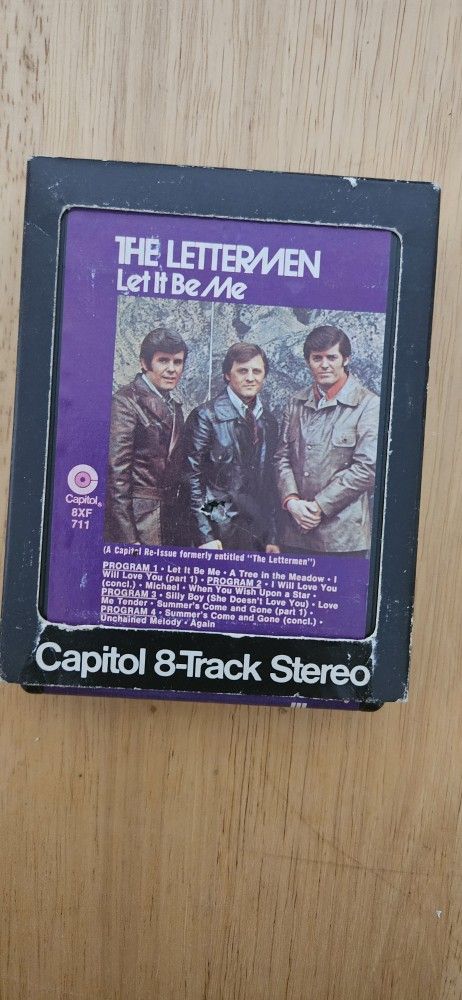 THE LETTERMEN
Let It Be Me
Capitol®
8XF
711
(A Capitol Re-Issue formerly entitled "The Lettermen")
PROGRAM 1 • Let It Be Me • A Tree in the Meadow • I
Will Love You (part 1) • PROGRAM 2 • I Will Love You
(concl.) • Michael • When You Wish Upon a Star •
PROGRAM 3 • Silly Boy (She Doesn't Love You) • Love
Me Tender • Summer's Come and Gone (part 1) •
PROGRAM 4 • Summer's Come and Gone (concl.) •
Unchained Melody • Again
Capitol 8-Track Stereo